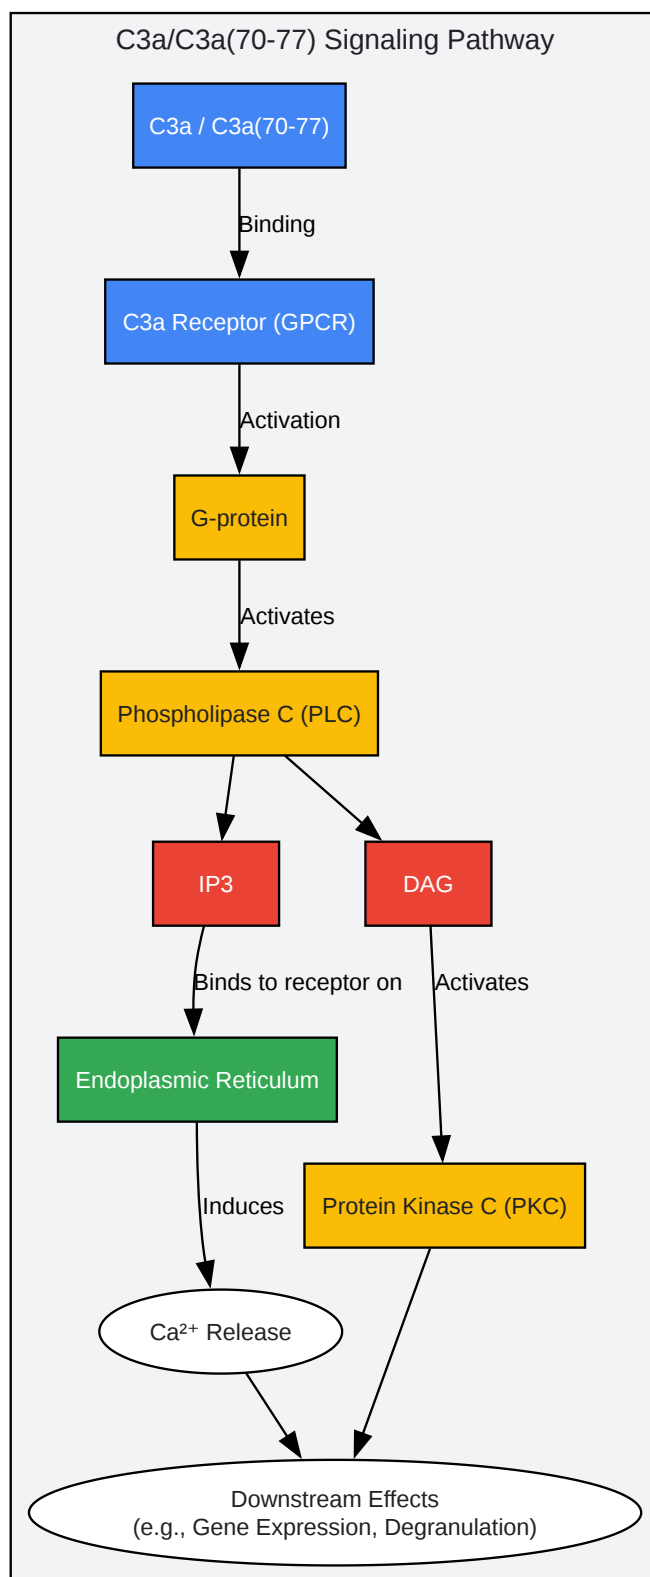 C3a/C3a(70-77) Signaling Pathway
C3a / C3a(70-77)
Binding
C3a Receptor (GPCR)
Activation
G-protein
Activates
Phospholipase C (PLC)
IP3
DAG
Binds to receptor on
Activates
Endoplasmic Reticulum
Induces
Protein Kinase C (PKC)
Ca²⁺ Release
Downstream Effects
(e.g., Gene Expression, Degranulation)